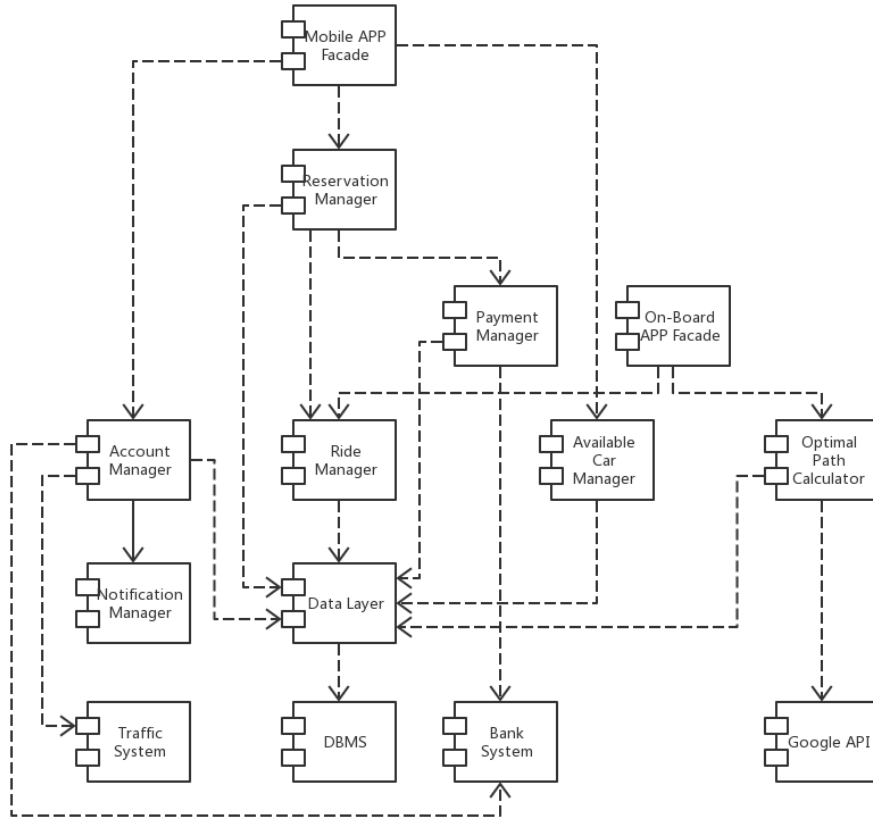 Mobile APP
Facade
Reservation
Manager
Payment
Manager
On-Board
APP Facade
Account
Manager
Ride
Manager
Available
Car
Manager
Optimal
Path
Calculator
Notification
Manager
Data Layer
Traffic
System
DBMS
Bank
System
Google API